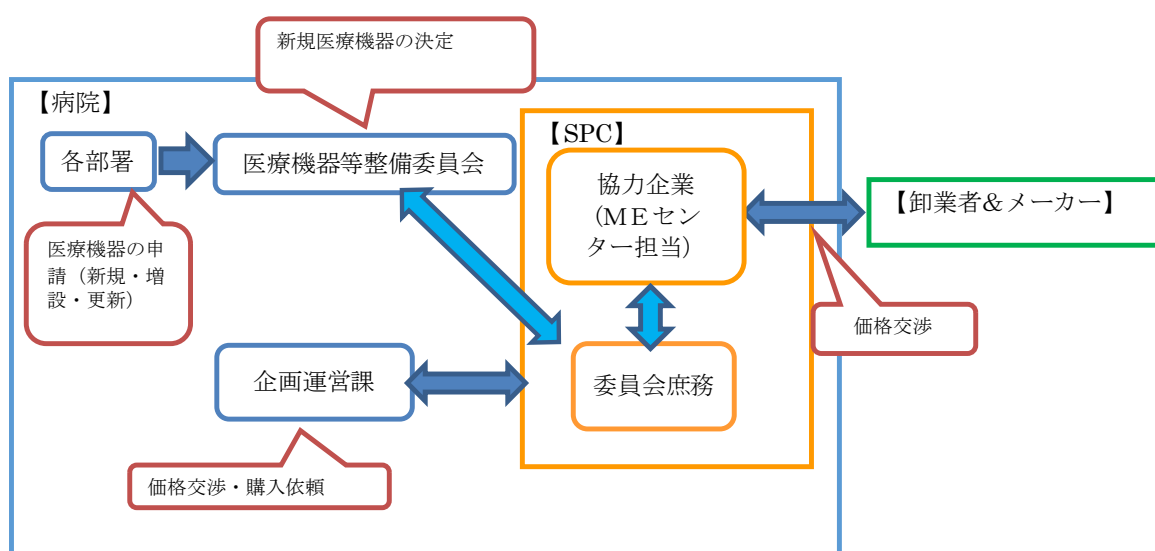 新規医療機器の決定
【病院】
【SPC】
各部署
医療機器等整備委員会
協力企業
（ＭＥセン
ター担当）
【卸業者&メーカー】
医療機器の申
請（新規・増
設・更新）
価格交渉
企画運営課
委員会庶務
価格交渉・購入依頼